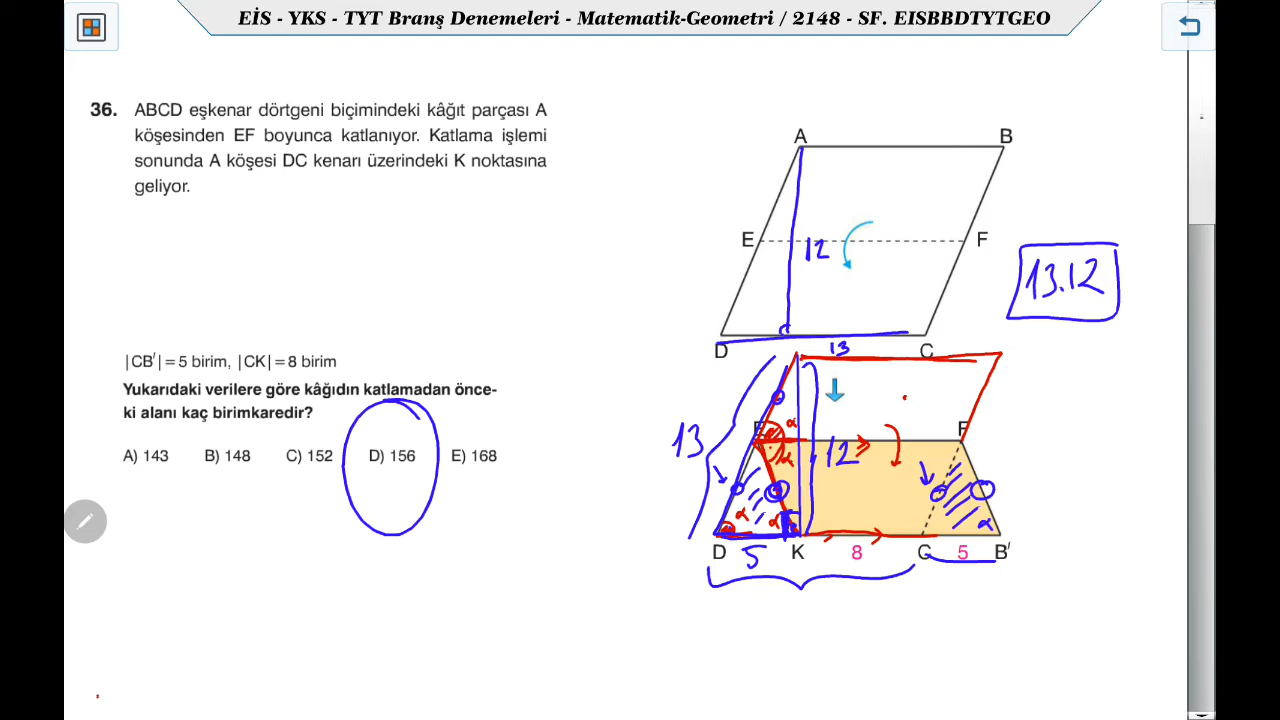 EİS - YKS - TYT Branş Denemeleri - Matematik-Geometri / 2148 - SF. EISBBDTYTGEO
36. ABCD eşkenar dörtgeni biçimindeki kâğıt parçası A
köşesinden EF boyunca katlanıyor. Katlama işlemi
sonunda A köşesi DC kenarı üzerindeki K noktasına
geliyor.
A B
E 12 F
13.12
D 13 C
|CB′| = 5 birim, |CK| = 8 birim
Yukarıdaki verilere göre kâğıdın katlamadan önce-
ki alanı kaç birimkaredir?
A) 143 B) 148 C) 152 D) 156 E) 168
α
E F
13 α 12
α α α
D K C B′
5 8 5